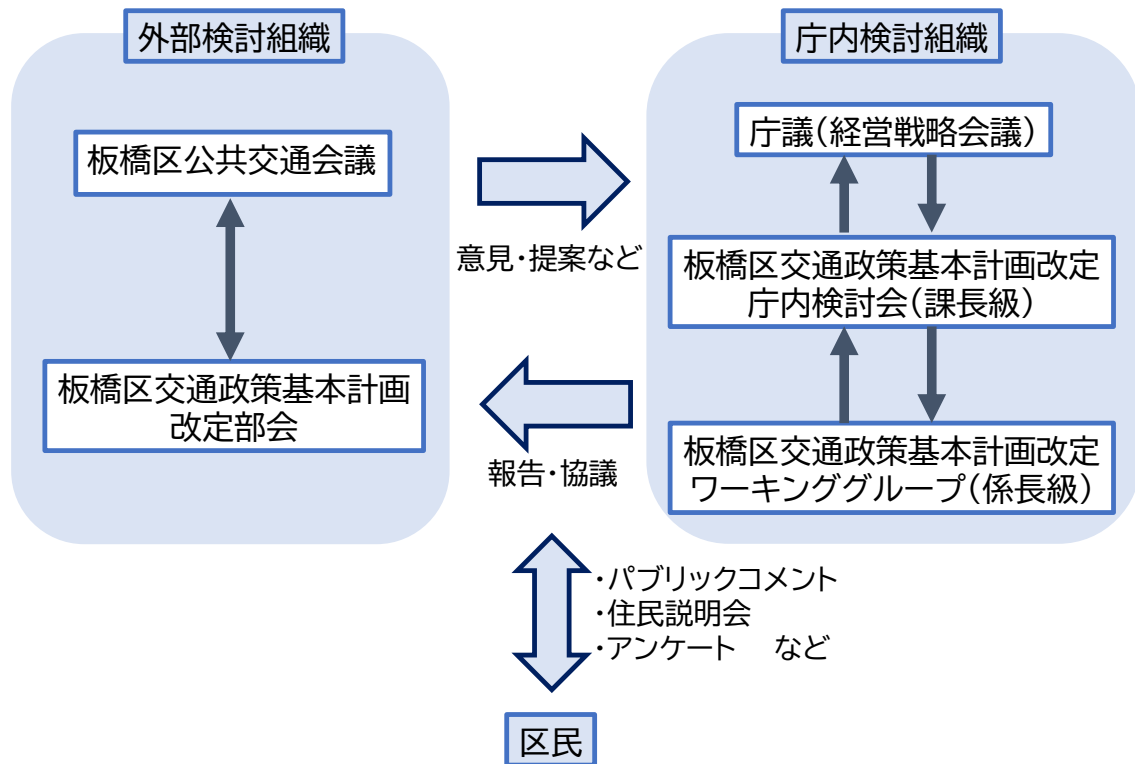 外部検討組織
板橋区公共交通会議
板橋区交通政策基本計画
改定部会
意見・提案など
報告・協議
庁内検討組織
庁議(経営戦略会議)
板橋区交通政策基本計画改定
庁内検討会(課長級)
板橋区交通政策基本計画改定
ワーキンググループ(係長級)
・パブリックコメント
・住民説明会
・アンケート　など
区民